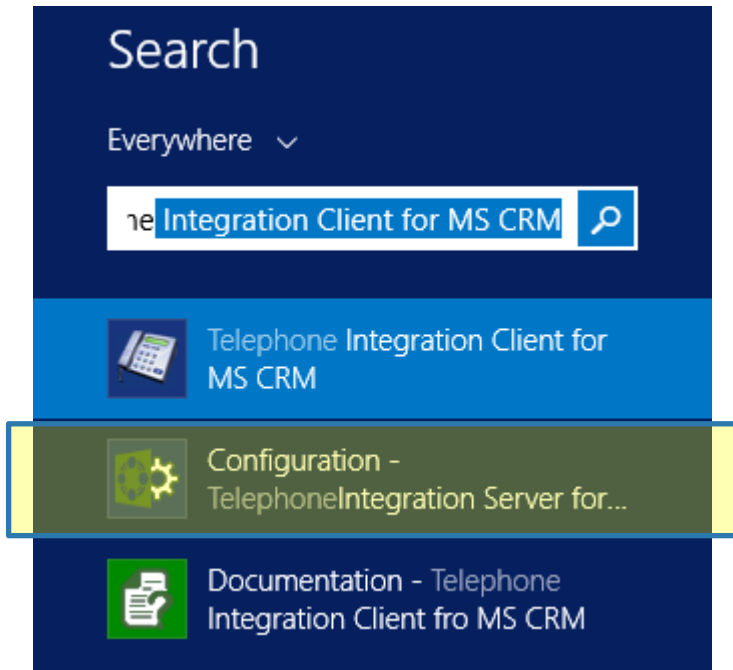 Search
Everywhere
ne Integration Client for MS CRM
Telephone Integration Client for
MS CRM
Configuration -
TelephoneIntegration Server for...
Documentation - Telephone
Integration Client fro MS CRM